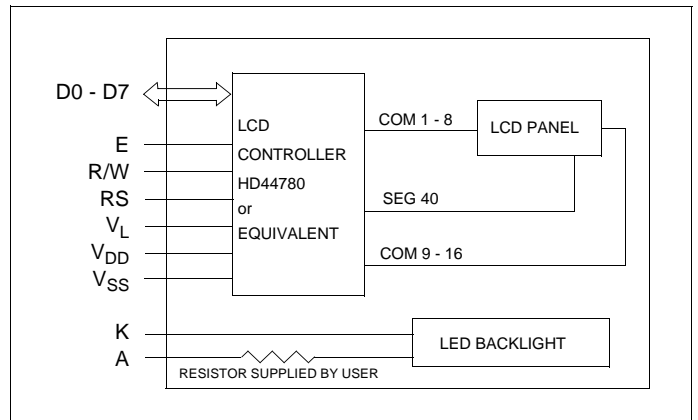 D0 - D7
E
R/W
RS
VL
VDD
VSS
K
A
LCD
CONTROLLER
HD44780
or
EQUIVALENT
COM 1 - 8
SEG 40
COM 9 - 16
LCD PANEL
LED BACKLIGHT
RESISTOR SUPPLIED BY USER